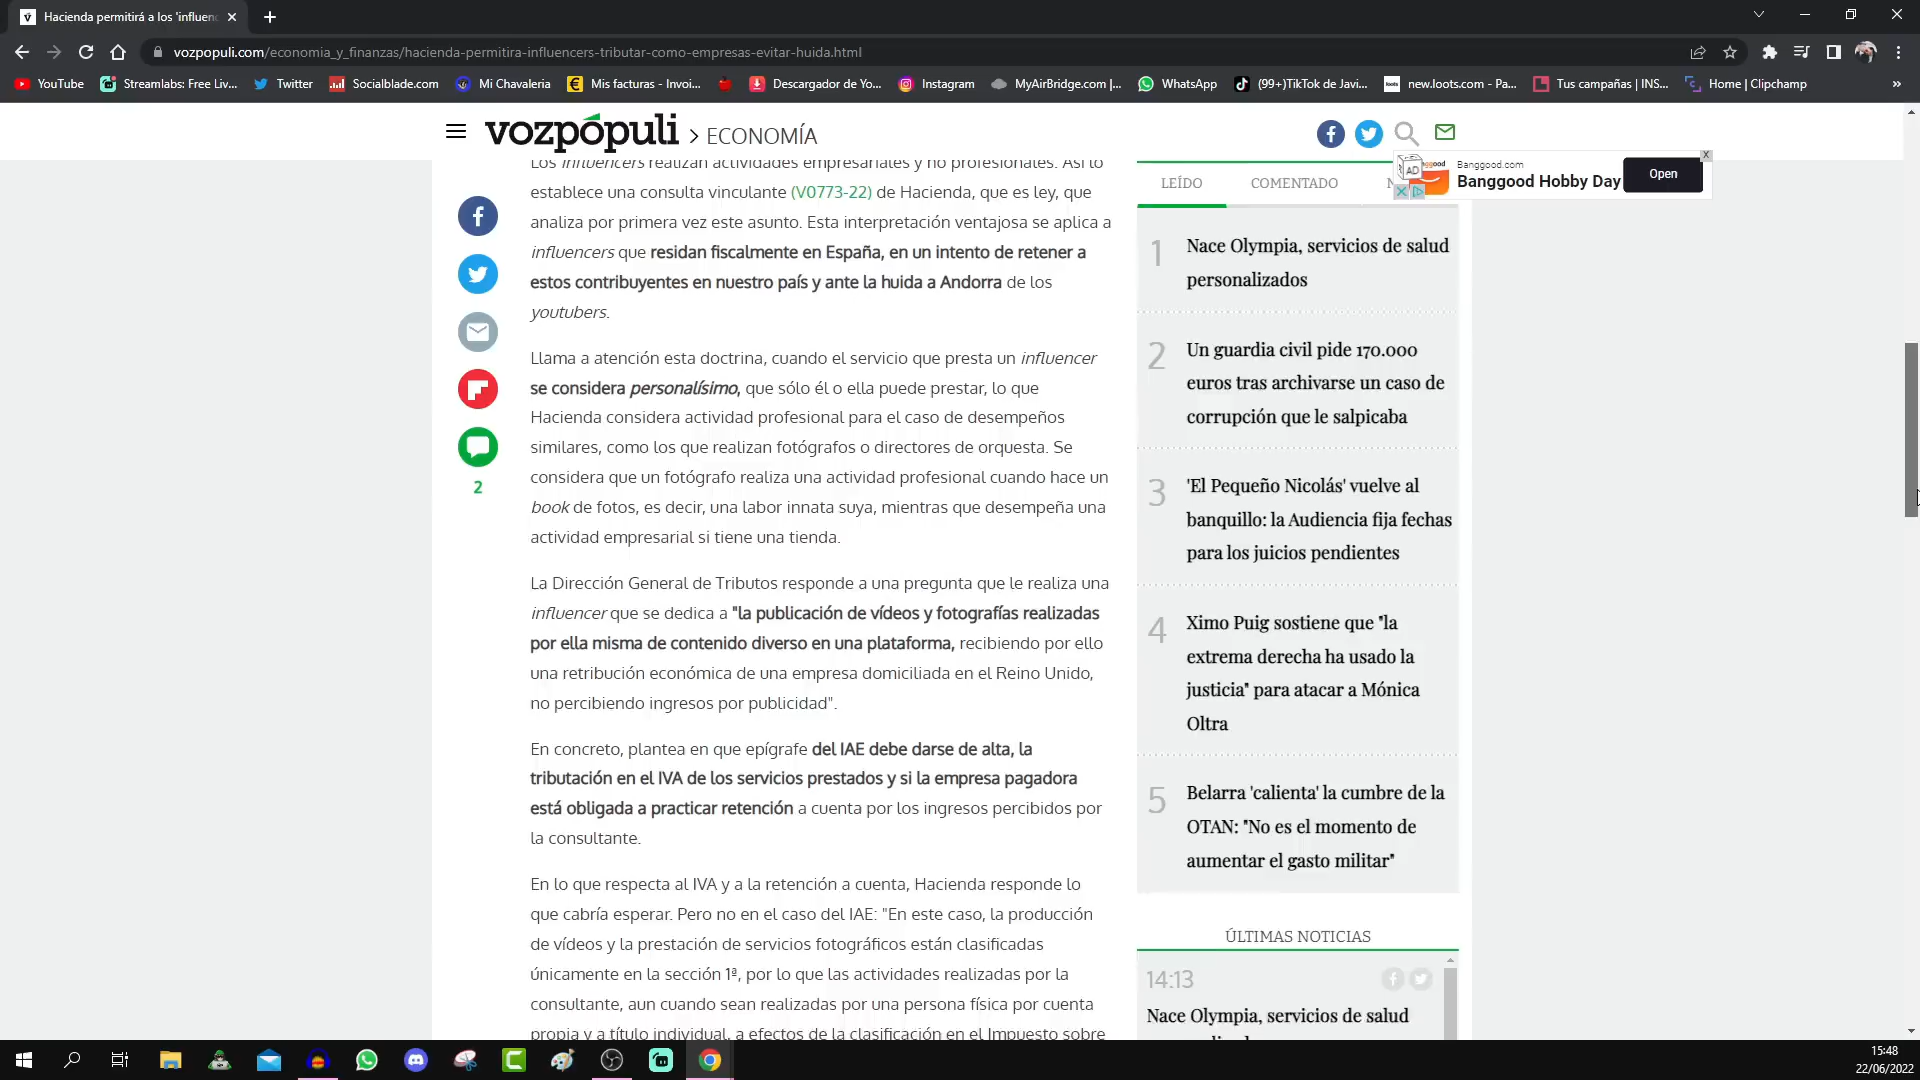 Hacienda permitirá a los 'influen
vozpopuli.com/economia_y_finanzas/hacienda-permitira-influencers-tributar-como-empresas-evitar-huida.html
YouTube
Streamlabs: Free Liv...
Twitter
Socialblade.com
Mi Chavaleria
Mis facturas - Invoi...
Descargador de Yo...
Instagram
MyAirBridge.com |...
WhatsApp
(99+)TikTok de Javi...
new.loots.com - Pa...
Tus campañas | INS...
Home | Clipchamp
vozpópuli > ECONOMÍA
Los influencers realizan actividades empresariales y no profesionales. Así lo
establece una consulta vinculante (V0773-22) de Hacienda, que es ley, que
analiza por primera vez este asunto. Esta interpretación ventajosa se aplica a
influencers que residan fiscalmente en España, en un intento de retener a
estos contribuyentes en nuestro país y ante la huida a Andorra de los
youtubers.
Llama a atención esta doctrina, cuando el servicio que presta un influencer
se considera personalísimo, que sólo él o ella puede prestar, lo que
Hacienda considera actividad profesional para el caso de desempeños
similares, como los que realizan fotógrafos o directores de orquesta. Se
considera que un fotógrafo realiza una actividad profesional cuando hace un
book de fotos, es decir, una labor innata suya, mientras que desempeña una
actividad empresarial si tiene una tienda.
La Dirección General de Tributos responde a una pregunta que le realiza una
influencer que se dedica a "la publicación de vídeos y fotografías realizadas
por ella misma de contenido diverso en una plataforma, recibiendo por ello
una retribución económica de una empresa domiciliada en el Reino Unido,
no percibiendo ingresos por publicidad".
En concreto, plantea en que epígrafe del IAE debe darse de alta, la
tributación en el IVA de los servicios prestados y si la empresa pagadora
está obligada a practicar retención a cuenta por los ingresos percibidos por
la consultante.
En lo que respecta al IVA y a la retención a cuenta, Hacienda responde lo
que cabría esperar. Pero no en el caso del IAE: "En este caso, la producción
de vídeos y la prestación de servicios fotográficos están clasificadas
únicamente en la sección 1ª, por lo que las actividades realizadas por la
consultante, aun cuando sean realizadas por una persona física por cuenta
propia y a título individual, a efectos de la clasificación en el Impuesto sobre
2
LEÍDO
COMENTADO
AD
Banggood.com
Banggood Hobby Day
Open
1
Nace Olympia, servicios de salud
personalizados
2
Un guardia civil pide 170.000
euros tras archivarse un caso de
corrupción que le salpicaba
3
'El Pequeño Nicolás' vuelve al
banquillo: la Audiencia fija fechas
para los juicios pendientes
4
Ximo Puig sostiene que "la
extrema derecha ha usado la
justicia" para atacar a Mónica
Oltra
5
Belarra 'calienta' la cumbre de la
OTAN: "No es el momento de
aumentar el gasto militar"
ÚLTIMAS NOTICIAS
14:13
Nace Olympia, servicios de salud
15:48
22/06/2022